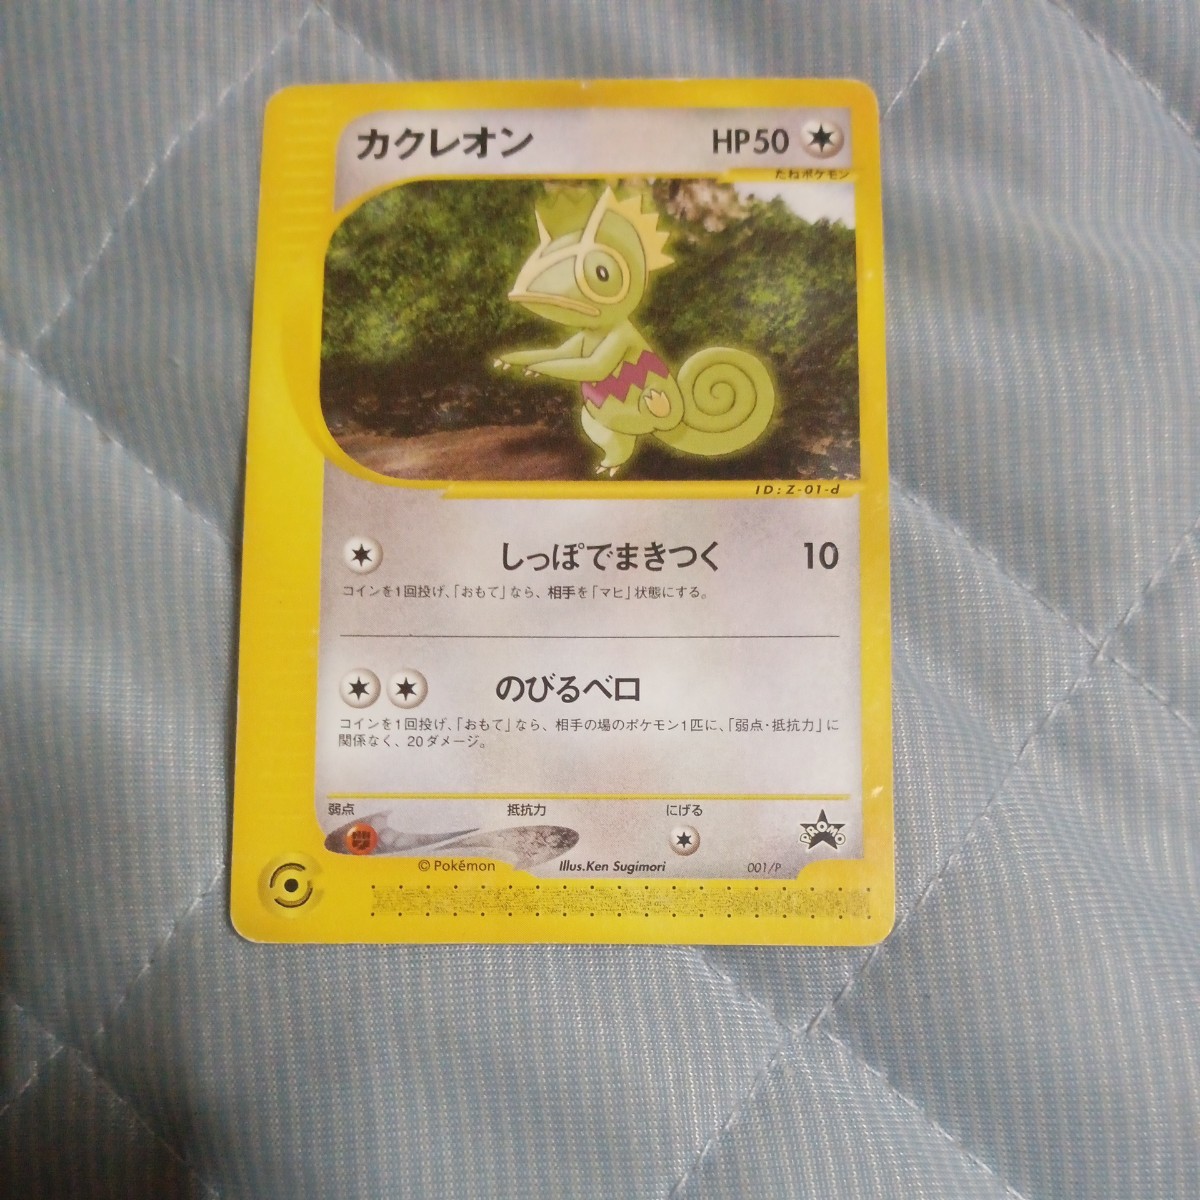 カクレオン HP50
たねポケモン
ID:Z-01-d
しっぽでまきつく 10
コインを1回投げ、「おもて」なら、相手を「マヒ」状態にする。
のびるベロ
コインを1回投げ、「おもて」なら、相手の場のポケモン1匹に、「弱点・抵抗力」に
関係なく、20ダメージ。
弱点 抵抗力 にげる
PROMO
©Pokémon Illus.Ken Sugimori 001/P